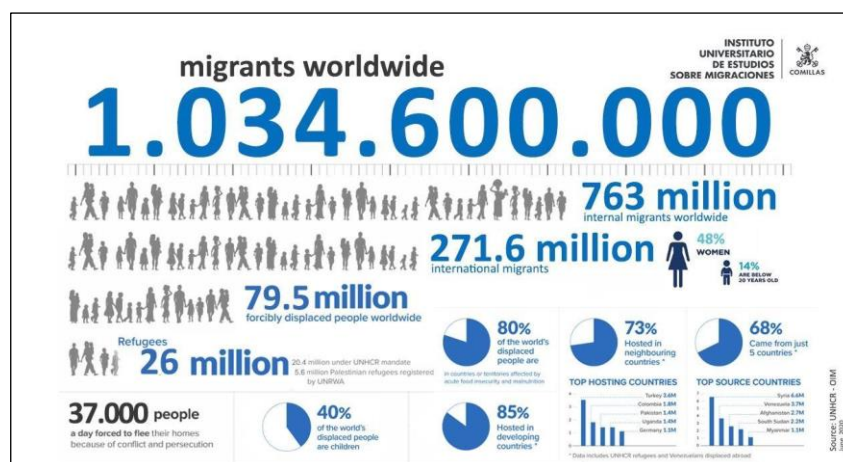 INSTITUTO
UNIVERSITARIO
DE ESTUDIOS
SOBRE MIGRACIONES
COMILLAS
migrants worldwide
1.034.600.000
763 million
internal migrants worldwide
271.6 million
international migrants
48%
WOMEN
14%
ARE BELOW
20 YEARS OLD
79.5 million
forcibly displaced people worldwide
Refugees
26 million
20.4 million under UNHCR mandate
5.6 million Palestinian refugees registered
by UNRWA
80%
of the world's
displaced
people are
in countries or territories affected by
acute food insecurity and malnutrition
73%
Hosted in
neighbouring
countries *
68%
Came from just
5 countries *
37.000 people
a day forced to flee their homes
because of conflict and persecution
40%
of the world's
displaced people
are children
85%
Hosted in
developing
countries *
TOP HOSTING COUNTRIES
Turkey 3.6M
Colombia 1.8M
Pakistan 1.4M
Uganda 1.4M
Germany 1.1M
TOP SOURCE COUNTRIES
Syria 6.6M
Venezuela 3.7M
Afghanistan 2.7M
South Sudan 2.2M
Myanmar 1.1M
* Data includes UNHCR refugees and Venezuelans displaced abroad
Source: UNHCR - OIM
june, 2020